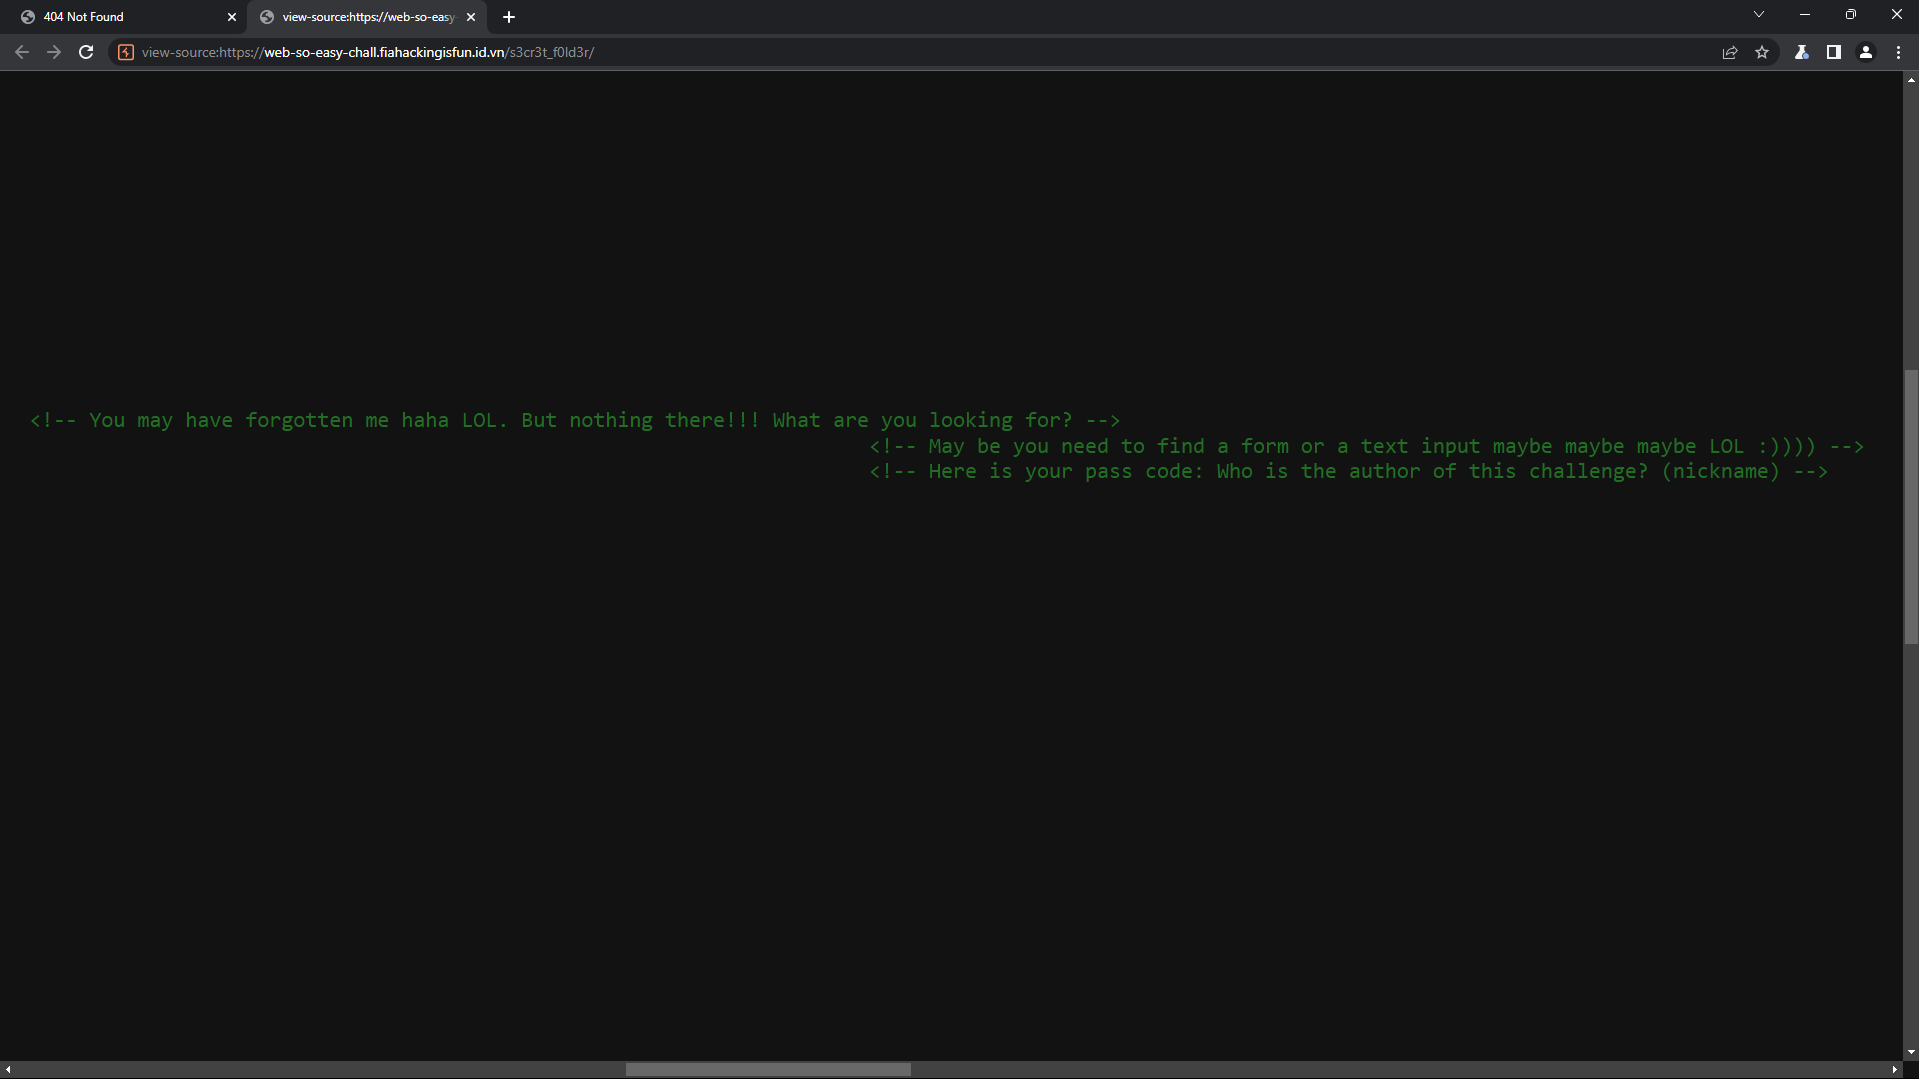 404 Not Found
view-source:https://web-so-easy-
view-source:https://web-so-easy-chall.fiahackingisfun.id.vn/s3cr3t_f0ld3r/
<!-- You may have forgotten me haha LOL. But nothing there!!! What are you looking for? -->
<!-- May be you need to find a form or a text input maybe maybe maybe LOL :)))) -->
<!-- Here is your pass code: Who is the author of this challenge? (nickname) -->